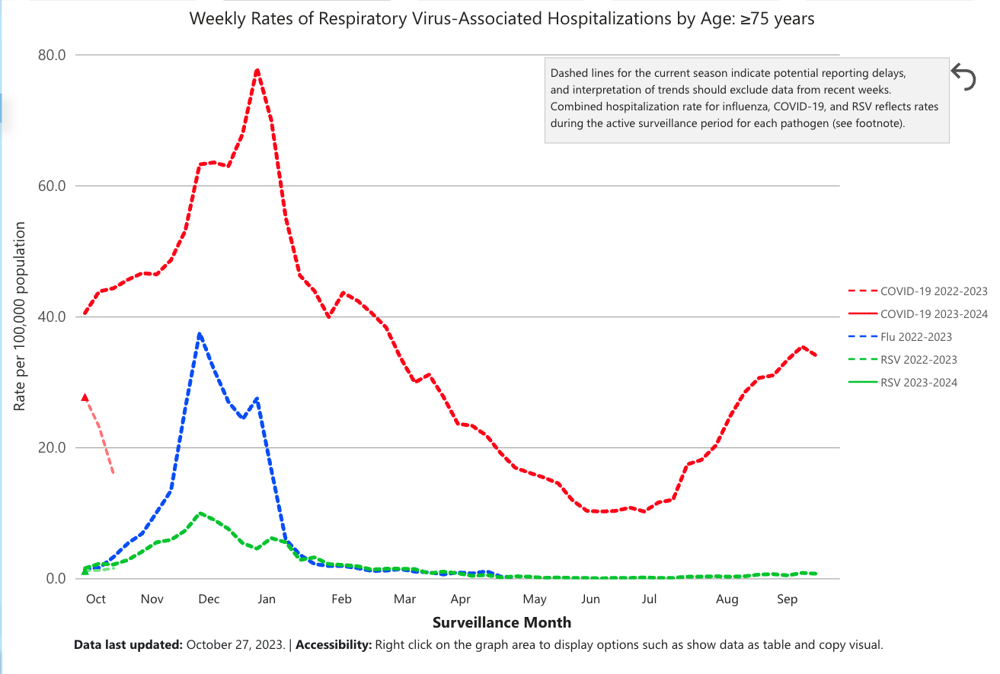 Weekly Rates of Respiratory Virus-Associated Hospitalizations by Age: ≥75 years
80.0
60.0
40.0
20.0
0.0
Rate per 100,000 population
Dashed lines for the current season indicate potential reporting delays,
and interpretation of trends should exclude data from recent weeks.
Combined hospitalization rate for influenza, COVID-19, and RSV reflects rates
during the active surveillance period for each pathogen (see footnote).
COVID-19 2022-2023
COVID-19 2023-2024
Flu 2022-2023
RSV 2022-2023
RSV 2023-2024
Oct Nov Dec Jan Feb Mar Apr May Jun Jul Aug Sep
Surveillance Month
Data last updated: October 27, 2023. | Accessibility: Right click on the graph area to display options such as show data as table and copy visual.